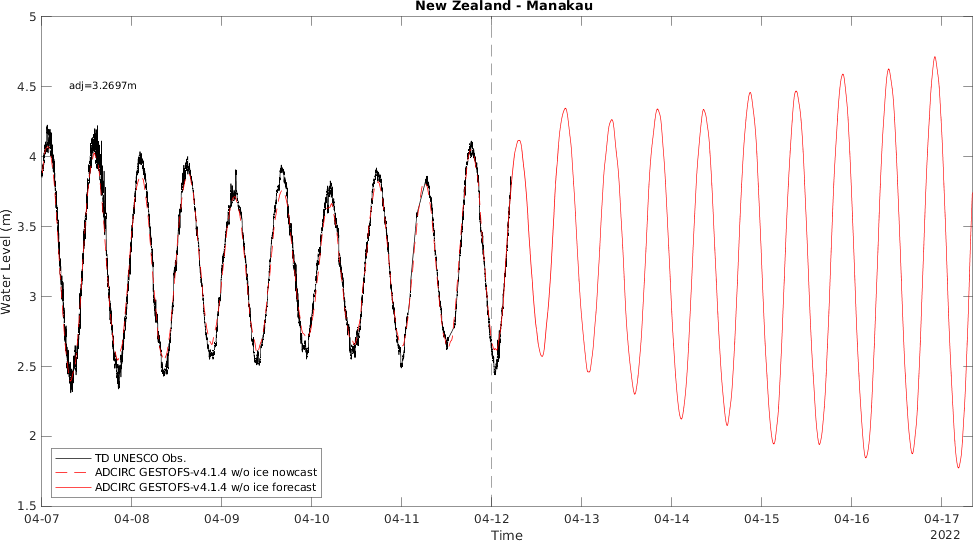 New Zealand - Manakau
5
4.5
4
3.5
3
2.5
2
1.5
Water Level (m)
adj=3.2697m
TD UNESCO Obs.
ADCIRC GESTOFS-v4.1.4 w/o ice nowcast
ADCIRC GESTOFS-v4.1.4 w/o ice forecast
04-07 04-08 04-09 04-10 04-11 04-12 04-13 04-14 04-15 04-16 04-17
Time
2022